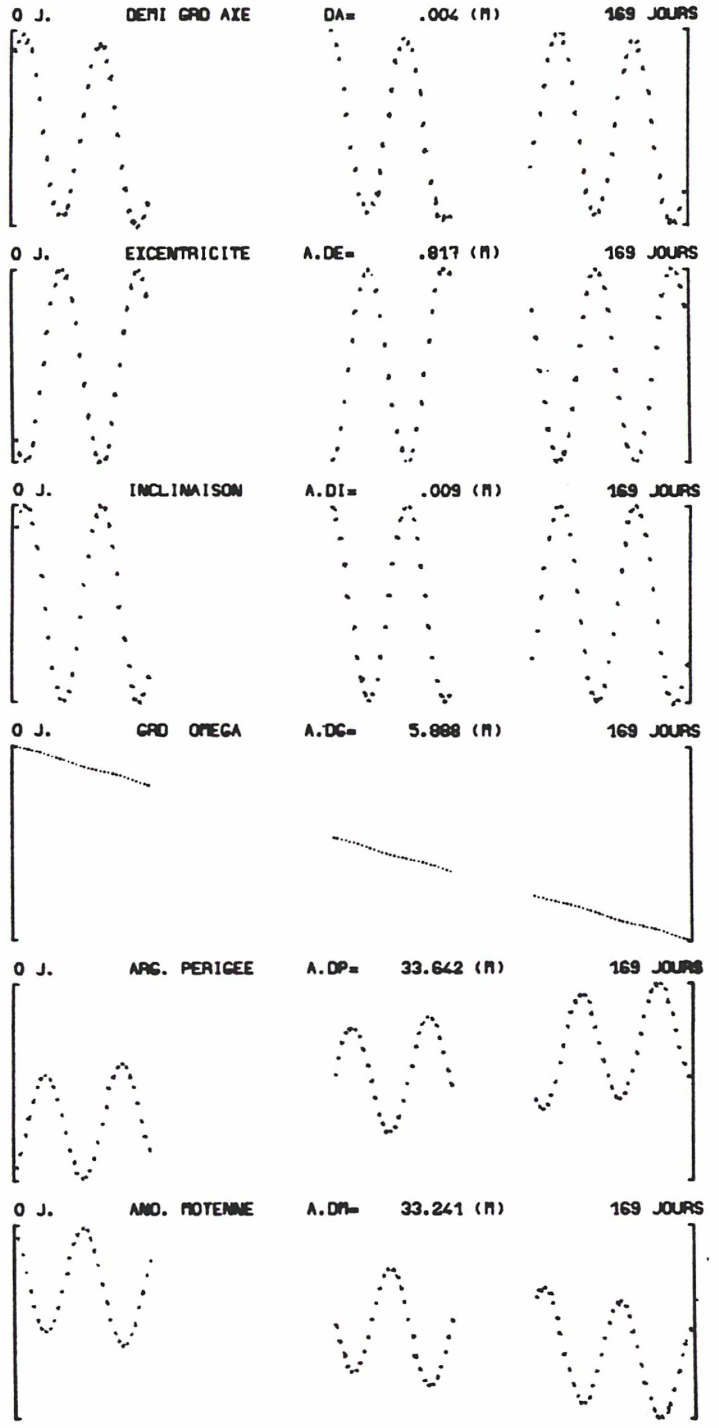 0 J. DEMI GRD AXE DA= .004 (M) 169 JOURS
0 J. EXCENTRICITE A.DE= .817 (M) 169 JOURS
0 J. INCLINAISON A.DI= .009 (M) 169 JOURS
0 J. GRD OMEGA A.DG= 5.888 (M) 169 JOURS
0 J. ARG. PERIGEE A.DP= 33.642 (M) 169 JOURS
0 J. ANO. MOYENNE A.DM= 33.241 (M) 169 JOURS